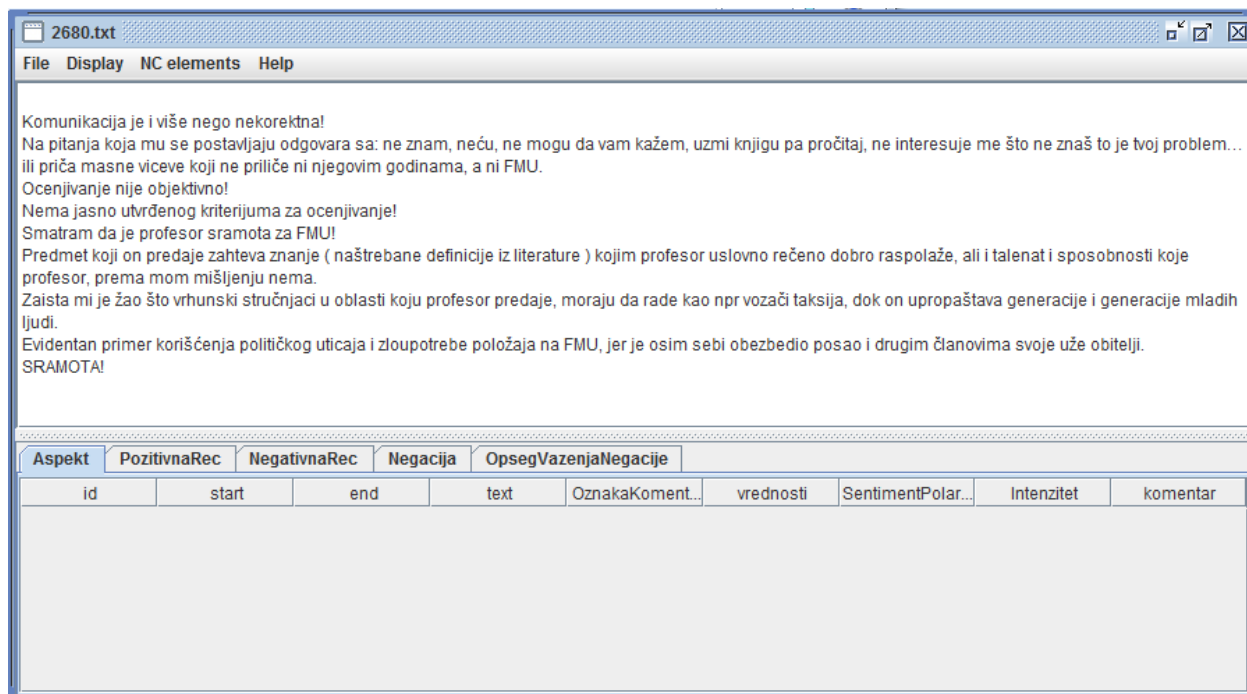 2680.txt
File Display NC elements Help
Komunikacija je i više nego nekorektna!
Na pitanja koja mu se postavljaju odgovara sa: ne znam, neću, ne mogu da vam kažem, uzmi knjigu pa pročitaj, ne interesuje me što ne znaš to je tvoj problem…
ili priča masne viceve koji ne priliče ni njegovim godinama, a ni FMU.
Ocenjivanje nije objektivno!
Nema jasno utvrđenog kriterijuma za ocenjivanje!
Smatram da je profesor sramota za FMU!
Predmet koji on predaje zahteva znanje ( naštrebane definicije iz literature ) kojim profesor uslovno rečeno dobro raspolaže, ali i talenat i sposobnosti koje
profesor, prema mom mišljenju nema.
Zaista mi je žao što vrhunski stručnjaci u oblasti koju profesor predaje, moraju da rade kao npr vozači taksija, dok on upropaštava generacije i generacije mladih
ljudi.
Evidentan primer korišćenja političkog uticaja i zloupotrebe položaja na FMU, jer je osim sebi obezbedio posao i drugim članovima svoje uže obitelji.
SRAMOTA!
Aspekt PozitivnaRec NegativnaRec Negacija OpsegVazenjaNegacije
id start end text OznakaKoment... vrednosti SentimentPolar... Intenzitet komentar